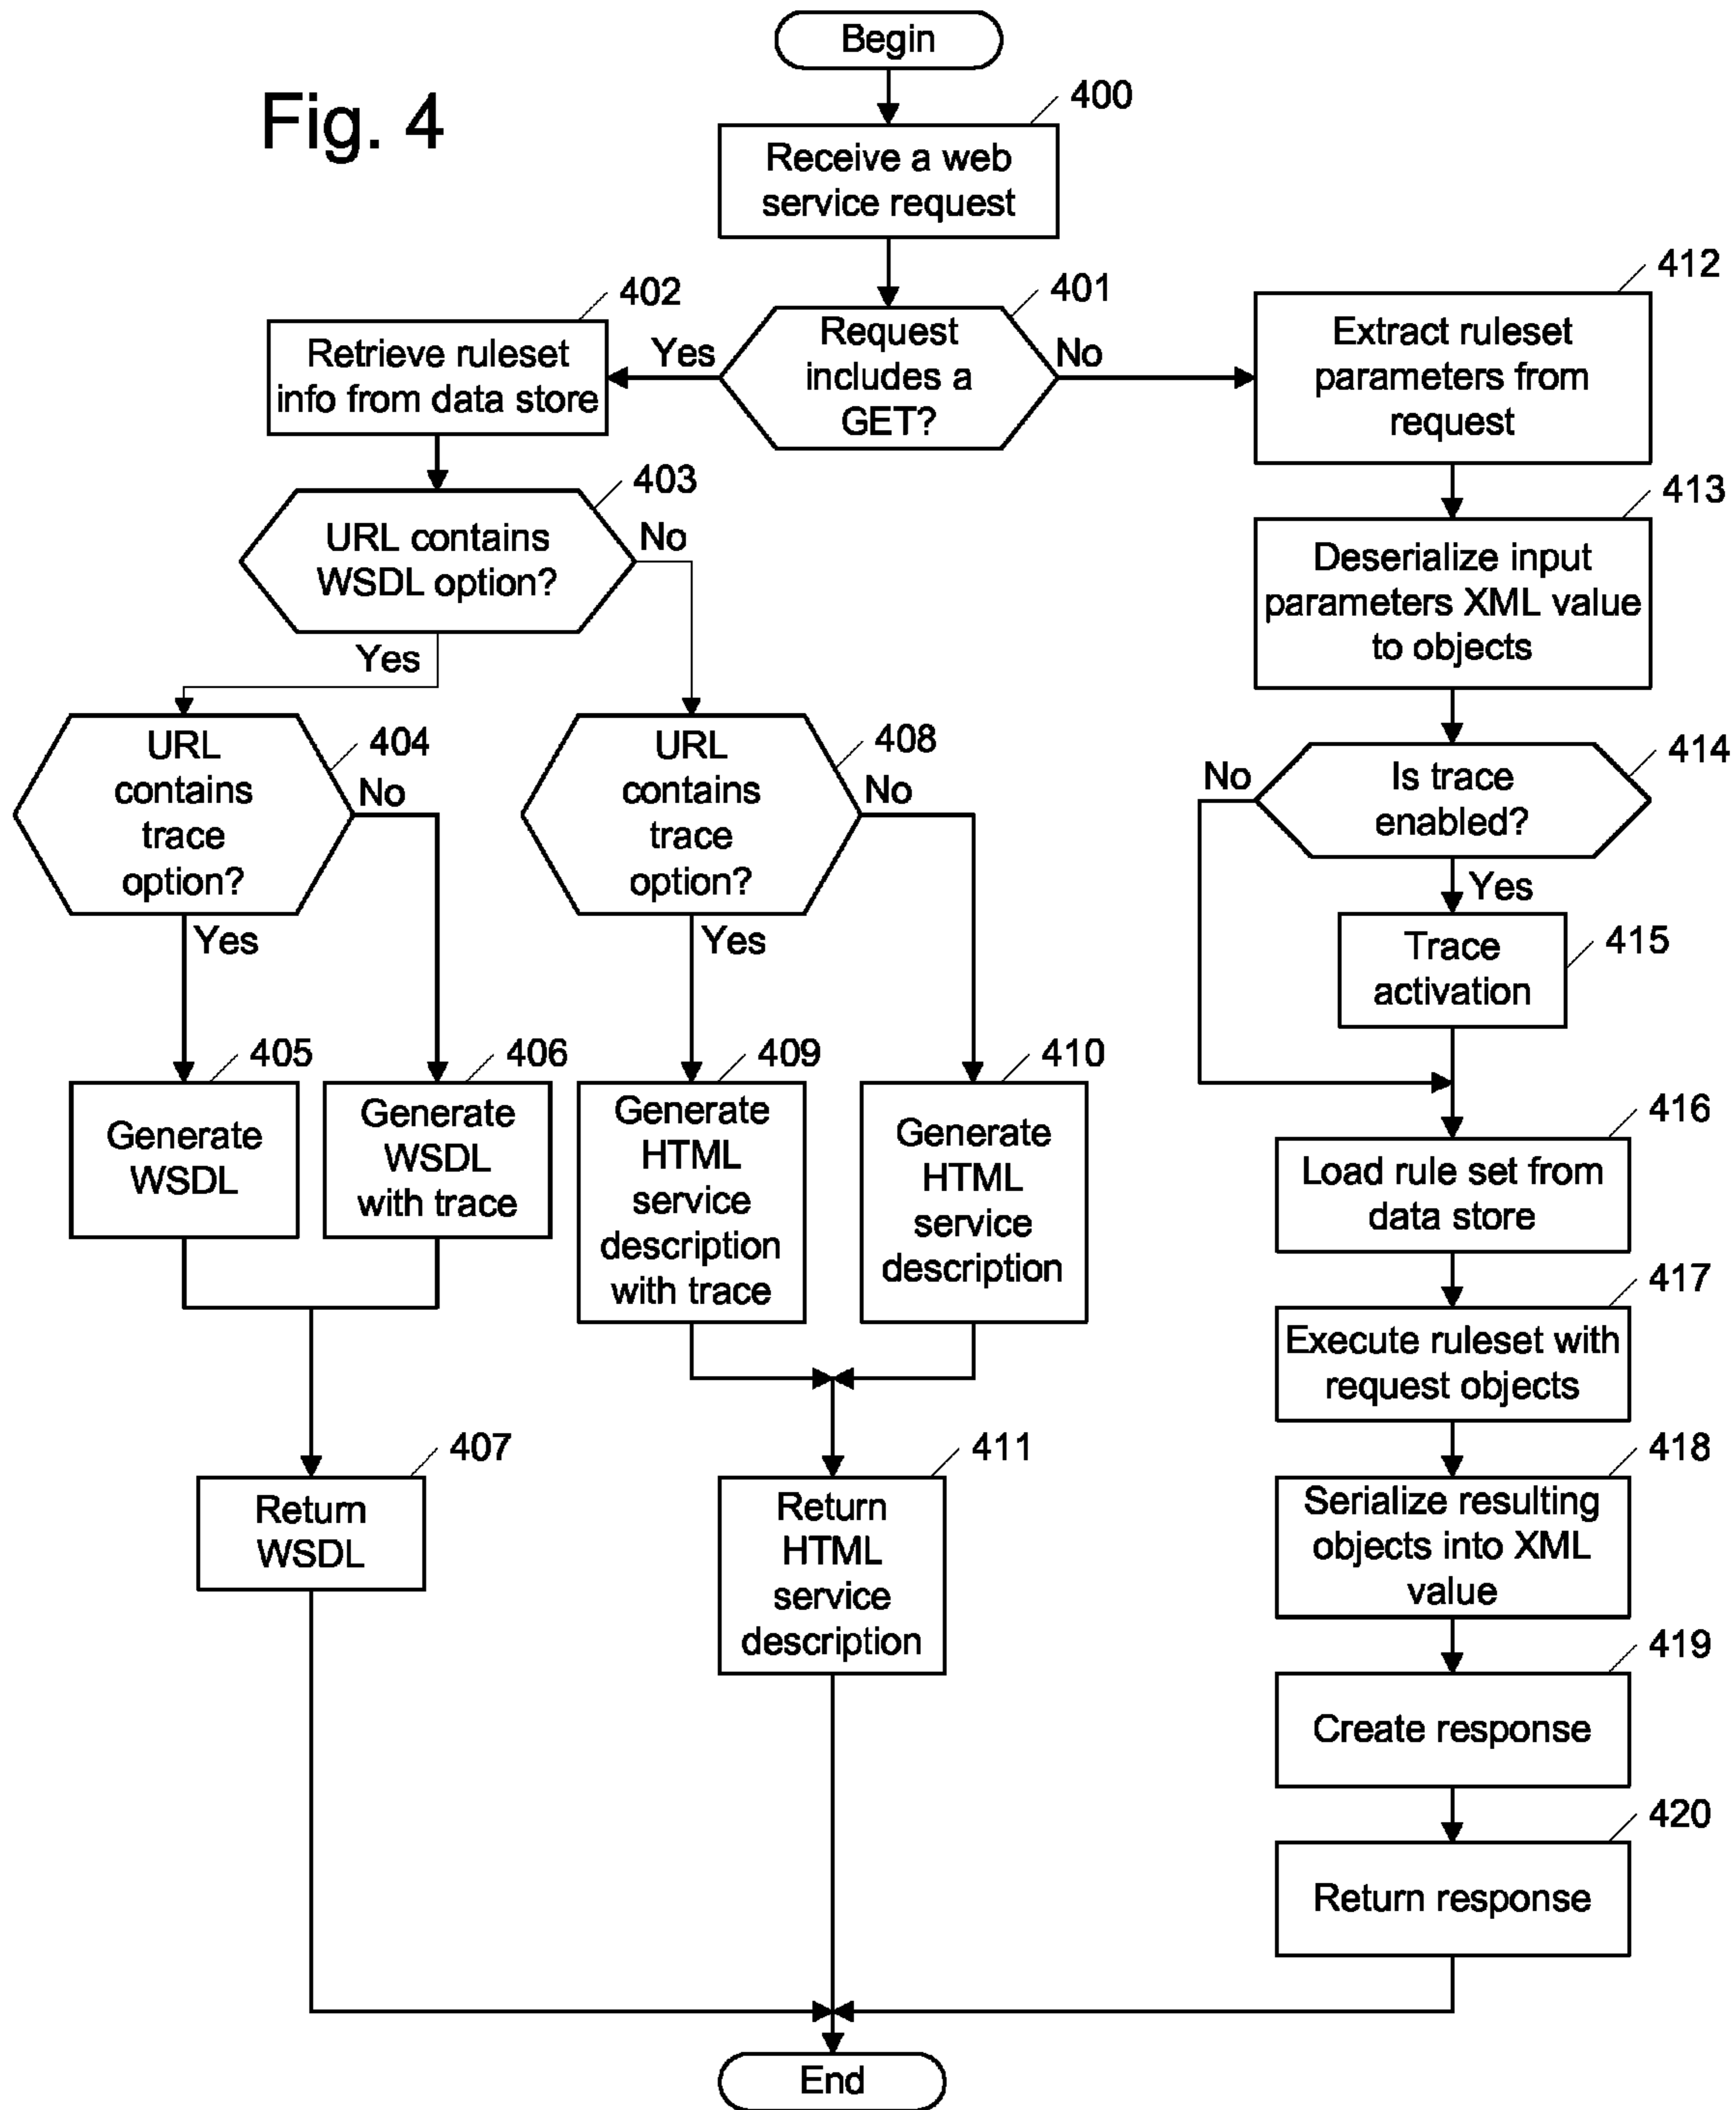 Fig. 4
Begin
400
Receive a web
service request
401
Request
includes a
GET?
Yes
No
402
Retrieve ruleset
info from data store
403
URL contains
WSDL option?
No
Yes
404
URL
contains
trace
option?
No
Yes
405
Generate
WSDL
406
Generate
WSDL
with trace
407
Return
WSDL
408
URL
contains
trace
option?
No
Yes
409
Generate
HTML
service
description
with trace
410
Generate
HTML
service
description
411
Return
HTML
service
description
412
Extract ruleset
parameters from
request
413
Deserialize input
parameters XML value
to objects
414
Is trace
enabled?
No
Yes
415
Trace
activation
416
Load rule set from
data store
417
Execute ruleset with
request objects
418
Serialize resulting
objects into XML
value
419
Create response
420
Return response
End